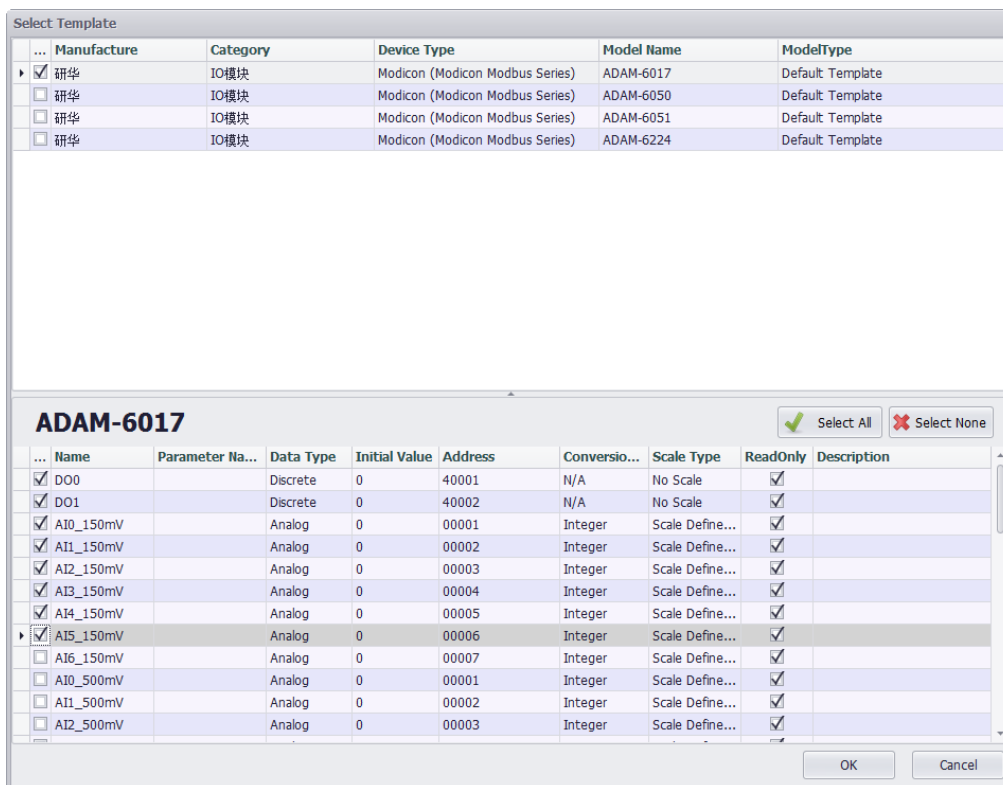 Select Template
... Manufacture Category Device Type Model Name ModelType
研华 IO模块 Modicon (Modicon Modbus Series) ADAM-6017 Default Template
研华 IO模块 Modicon (Modicon Modbus Series) ADAM-6050 Default Template
研华 IO模块 Modicon (Modicon Modbus Series) ADAM-6051 Default Template
研华 IO模块 Modicon (Modicon Modbus Series) ADAM-6224 Default Template
ADAM-6017 Select All Select None
... Name Parameter Na... Data Type Initial Value Address Conversio... Scale Type ReadOnly Description
DO0 Discrete 0 40001 N/A No Scale
DO1 Discrete 0 40002 N/A No Scale
AI0_150mV Analog 0 00001 Integer Scale Define...
AI1_150mV Analog 0 00002 Integer Scale Define...
AI2_150mV Analog 0 00003 Integer Scale Define...
AI3_150mV Analog 0 00004 Integer Scale Define...
AI4_150mV Analog 0 00005 Integer Scale Define...
AI5_150mV Analog 0 00006 Integer Scale Define...
AI6_150mV Analog 0 00007 Integer Scale Define...
AI0_500mV Analog 0 00001 Integer Scale Define...
AI1_500mV Analog 0 00002 Integer Scale Define...
AI2_500mV Analog 0 00003 Integer Scale Define...
OK Cancel